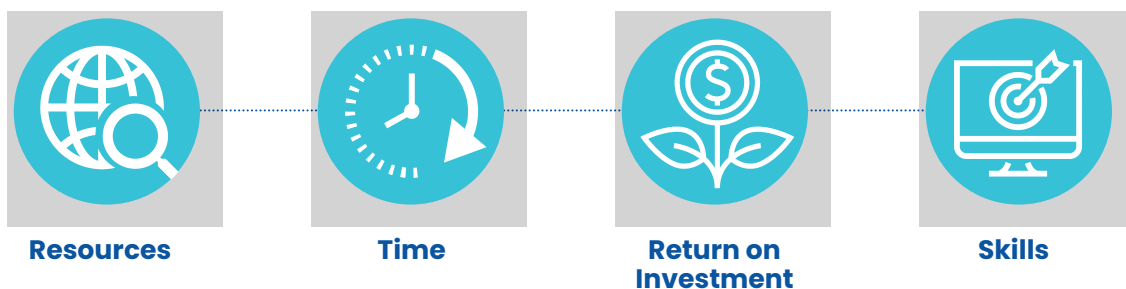 Resources
Time
Return on
Investment
Skills
$